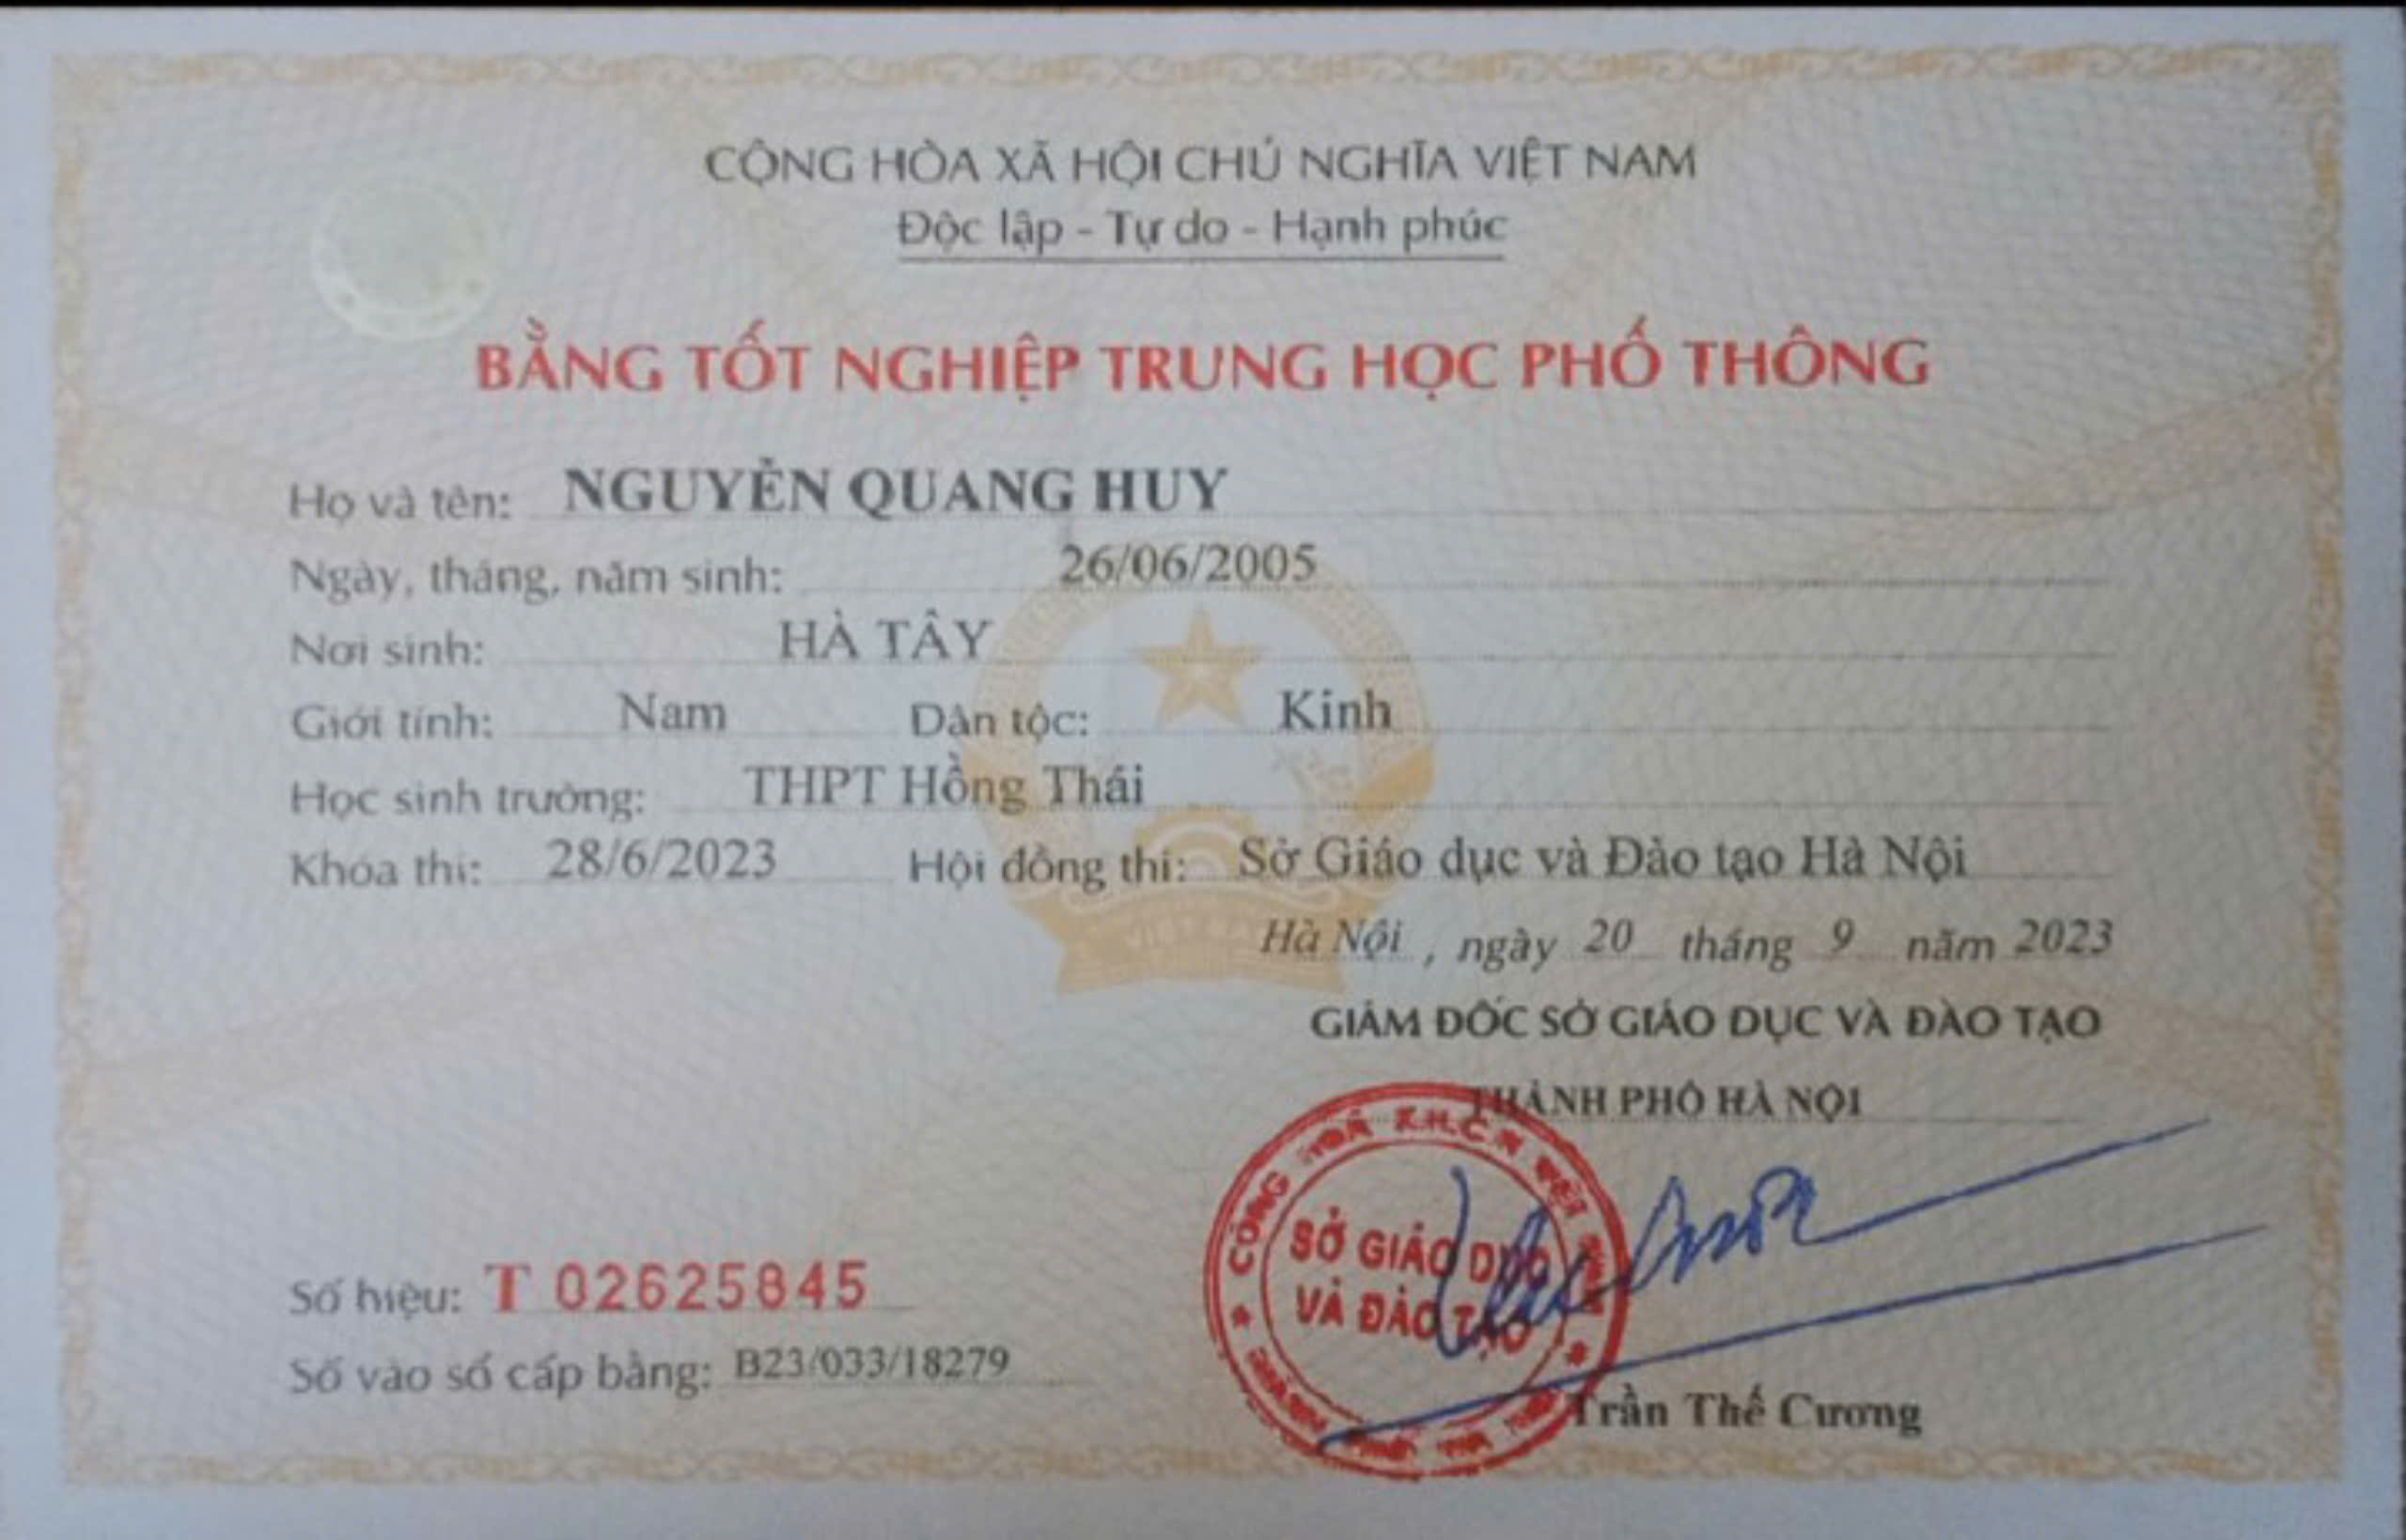 CỘNG HÒA XÃ HỘI CHỦ NGHĨA VIỆT NAM
Độc lập - Tự do - Hạnh phúc
BẰNG TỐT NGHIỆP TRUNG HỌC PHỔ THÔNG
Họ và tên: NGUYỄN QUANG HUY
Ngày, tháng, năm sinh: 26/06/2005
Nơi sinh: HÀ TÂY
Giới tính: Nam Dân tộc: Kinh
Học sinh trường: THPT Hồng Thái
Khóa thi: 28/6/2023 Hội đồng thi: Sở Giáo dục và Đào tạo Hà Nội
Hà Nội, ngày 20 tháng 9 năm 2023
GIÁM ĐỐC SỞ GIÁO DỤC VÀ ĐÀO TẠO
THÀNH PHỐ HÀ NỘI
CỘNG HOÀ X.H.C.N VIỆT NAM
SỞ GIÁO DỤC
VÀ ĐÀO TẠO
Số hiệu: T 02625845
Số vào sổ cấp bằng: B23/033/18279
Trần Thế Cương